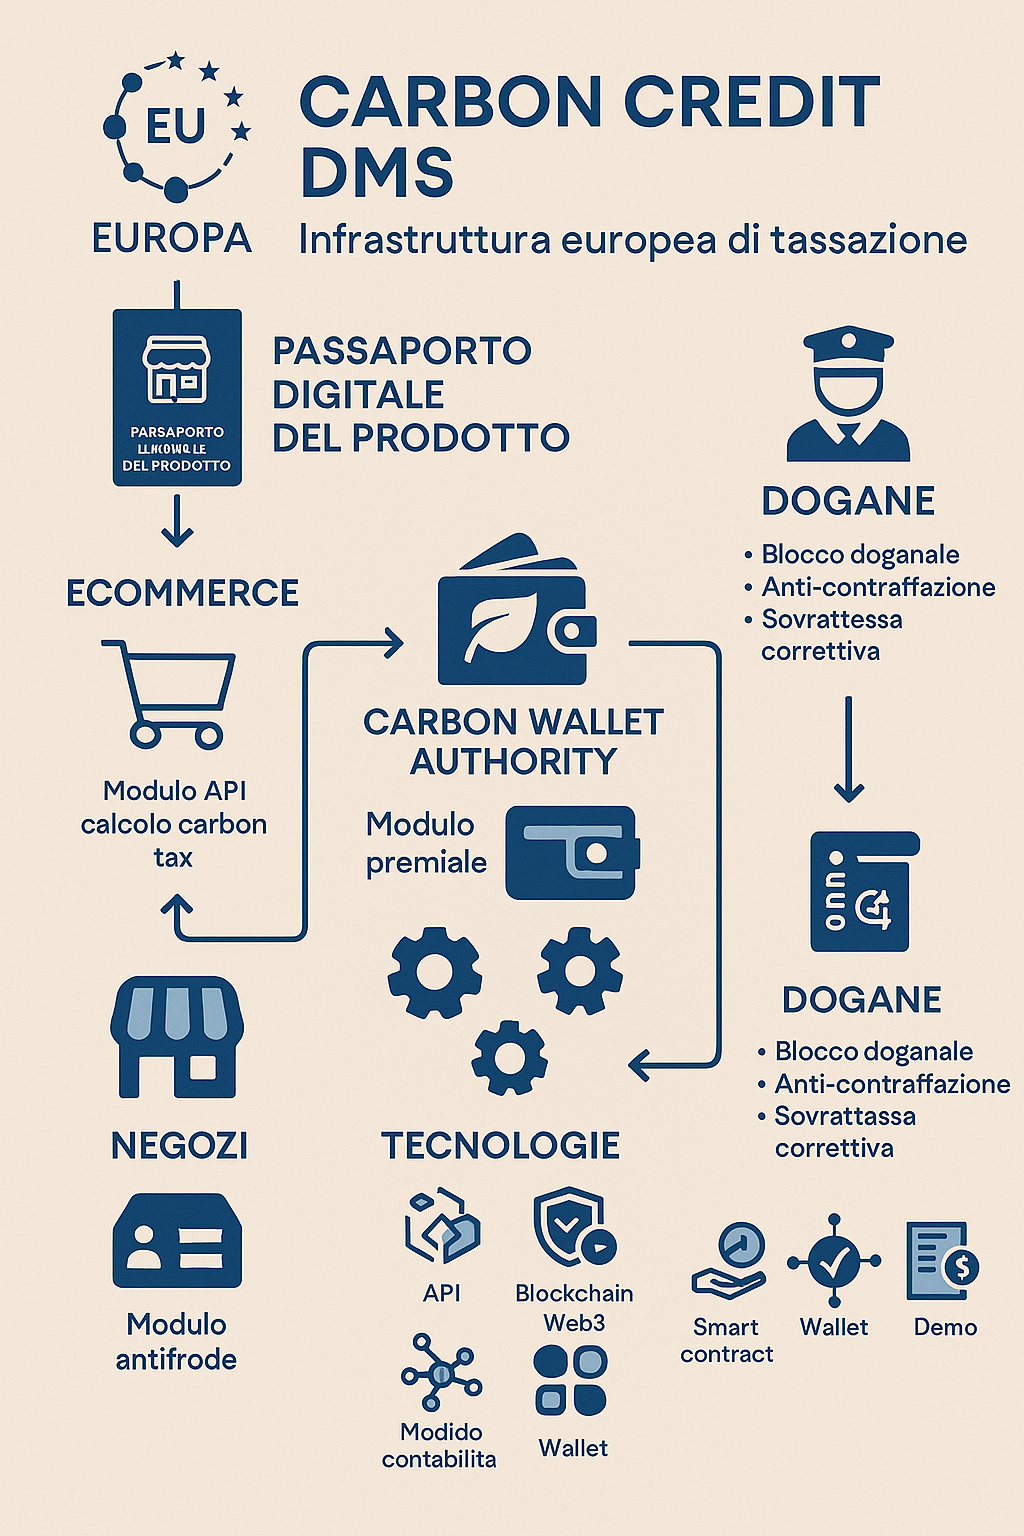 EU
EUROPA
CARBON CREDIT
DMS
Infrastruttura europea di tassazione
PARSAPORTO
DEL PRODOTTO
PASSAPORTO
DIGITALE
DEL PRODOTTO
ECOMMERCE
Modulo API
calcolo carbon
tax
CARBON WALLET
AUTHORITY
Modulo
premiale
DOGANE
• Blocco doganale
• Anti-contraffazione
• Sovrattessa
correttiva
DOGANE
• Blocco doganale
• Anti-contraffazione
• Sovrattassa
correttiva
NEGOZI
Modulo
antifrode
TECNOLOGIE
API
Blockchain
Web3
Modido
contabilita
Wallet
Smart
contract
Wallet
Demo
$